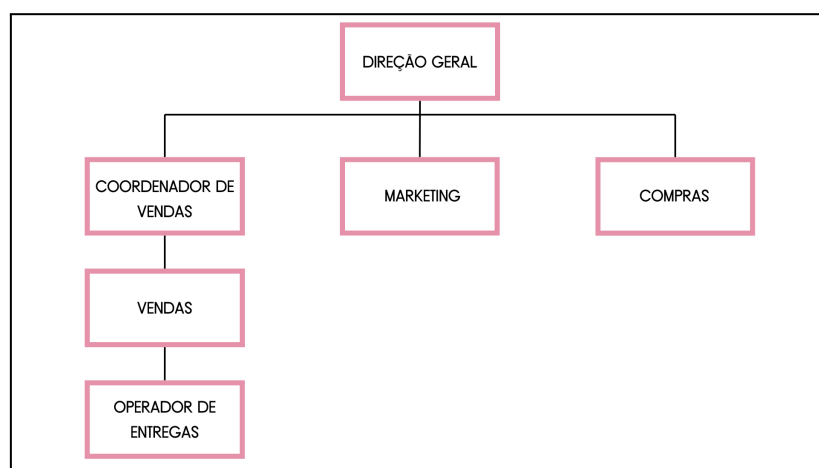 DIREÇÃO GERAL
COORDENADOR DE
VENDAS
MARKETING
COMPRAS
VENDAS
OPERADOR DE
ENTREGAS